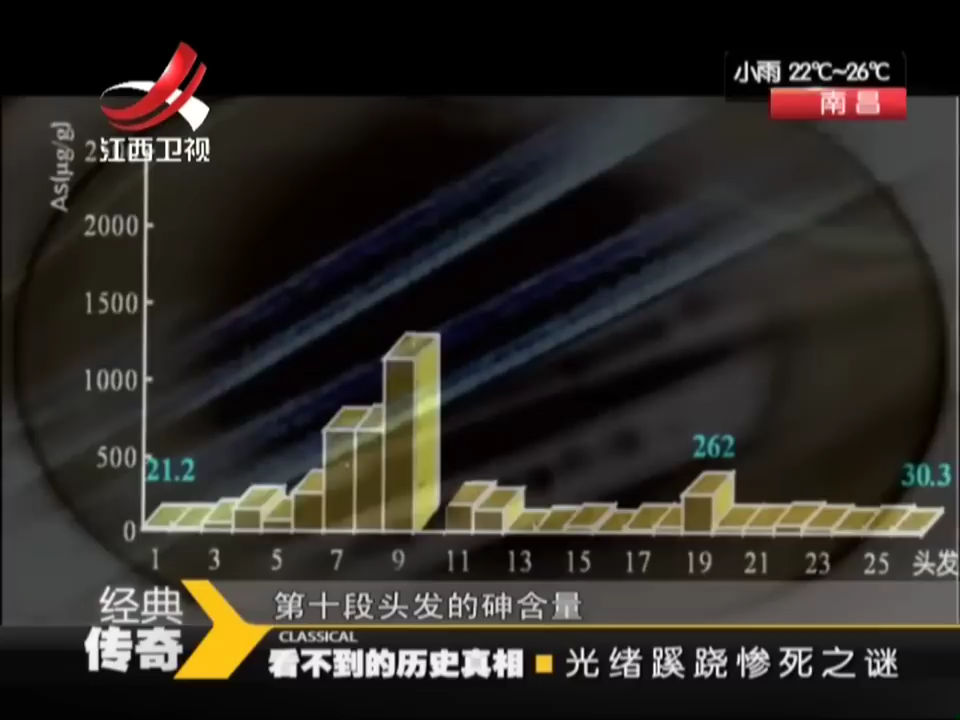 小雨 22℃~26℃
南昌
江西卫视
As(μg/g)
2000
1500
1000
500
0
21.2
262
30.3
1 3 5 7 9 11 13 15 17 19 21 23 25 头发
第十段头发的砷含量
经典
传奇
CLASSICAL
看不到的历史真相 ■ 光绪蹊跷惨死之谜